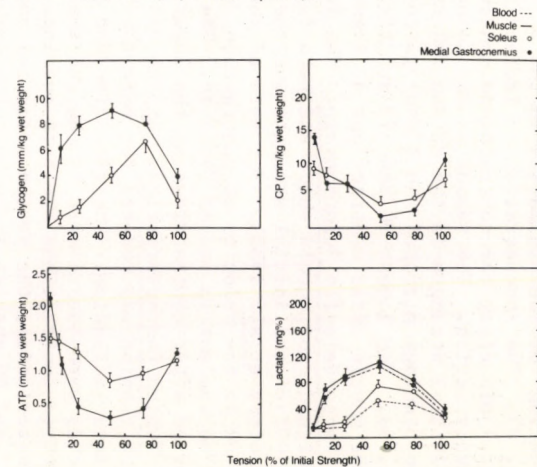 Blood ---
Muscle —
Soleus ○
Medial Gastrocnemius ●
Glycogen (mm/kg wet weight)
10
8
6
4
2
20 40 60 80 100
CP (mm/kg wet weight)
20
15
10
5
20 40 60 80 100
ATP (mm/kg wet weight)
2.5
2.0
1.5
1.0
0.5
20 40 60 80 100
Lactate (mg%)
200
160
120
80
40
20 40 60 80 100
Tension (% of Initial Strength)